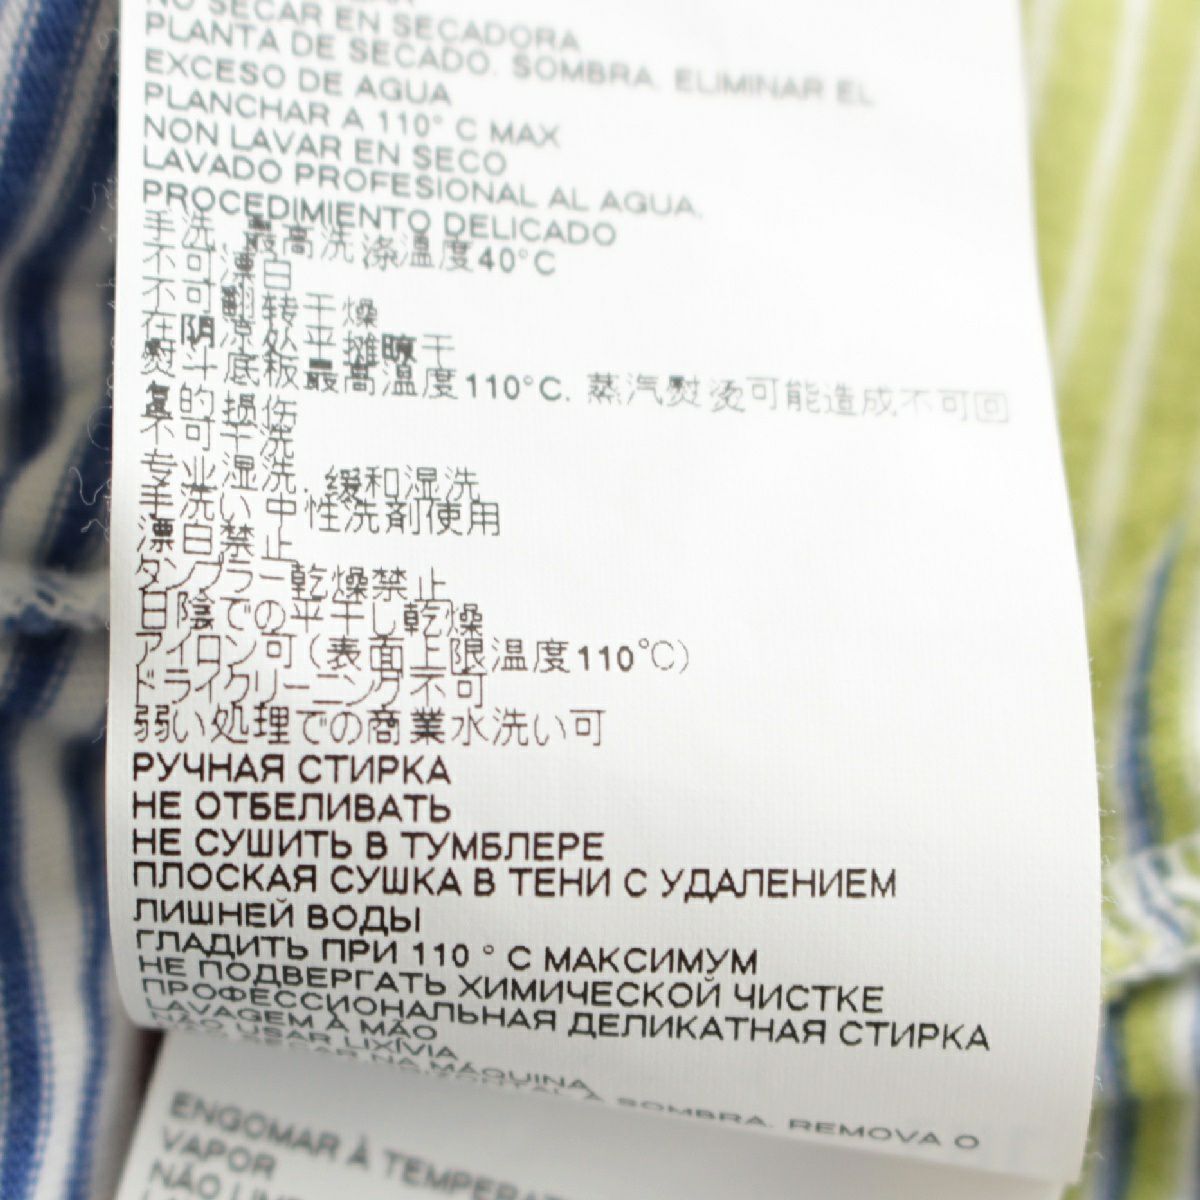 NO SECAR EN SECADORA
PLANTA DE SECADO. SOMBRA. ELIMINAR EL
EXCESO DE AGUA
PLANCHAR A 110° C MAX
NON LAVAR EN SECO
LAVADO PROFESIONAL AL AGUA.
PROCEDIMIENTO DELICADO
手洗. 最高洗涤温度40°C
不可漂白
不可翻转干燥
在阴凉处平摊晾干
熨斗底板最高温度110°C. 蒸汽熨烫可能造成不可回
复的损伤
不可干洗
专业湿洗. 缓和湿洗
手洗い 中性洗剤使用
漂白禁止
タンブラー乾燥禁止
日陰での平干し乾燥
アイロン可(表面上限温度110℃)
ドライクリーニング不可
弱い処理での商業水洗い可
РУЧНАЯ СТИРКА
НЕ ОТБЕЛИВАТЬ
НЕ СУШИТЬ В ТУМБЛЕРЕ
ПЛОСКАЯ СУШКА В ТЕНИ С УДАЛЕНИЕМ
ЛИШНЕЙ ВОДЫ
ГЛАДИТЬ ПРИ 110 ° С МАКСИМУМ
НЕ ПОДВЕРГАТЬ ХИМИЧЕСКОЙ ЧИСТКЕ
ПРОФЕССИОНАЛЬНАЯ ДЕЛИКАТНАЯ СТИРКА
LAVAGEM À MÃO
NÃO USAR LIXÍVIA
SECAR NA MÁQUINA
HORIZONTAL À SOMBRA. REMOVA O
ENGOMAR À
VAPOR
NÃO